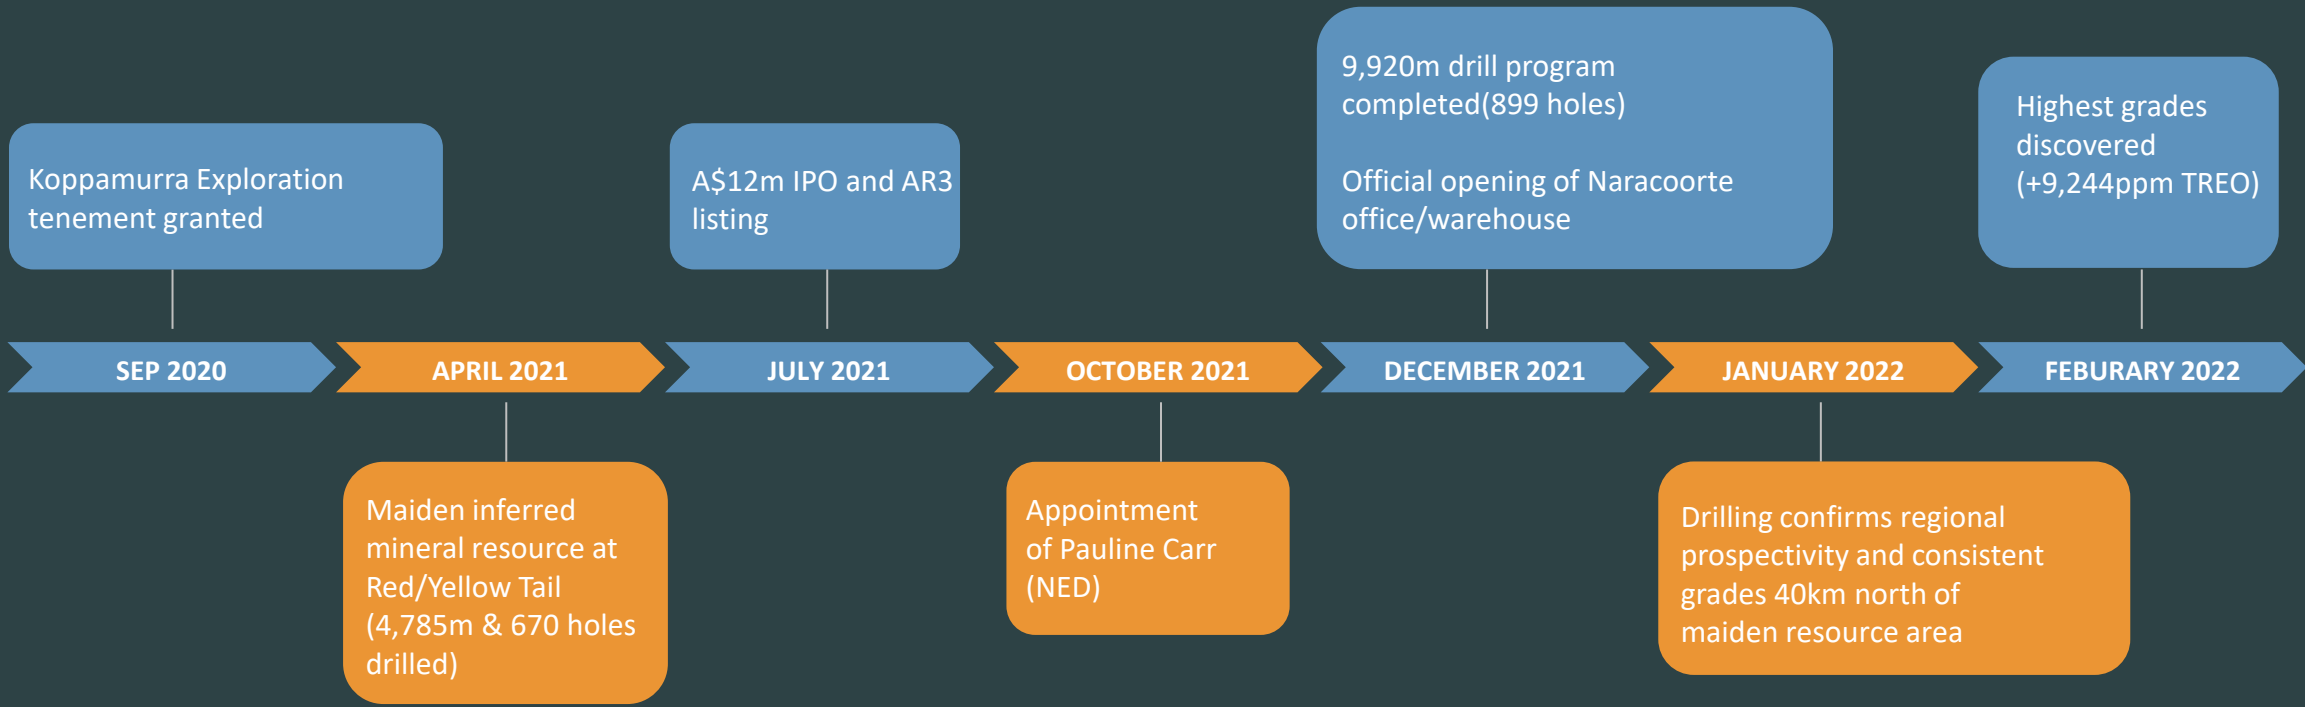 9,920m drill program
completed(899 holes)
Official opening of Naracoorte
office/warehouse
Highest grades
discovered
(+9,244ppm TREO)
Koppamurra Exploration
tenement granted
A$12m IPO and AR3
listing
SEP 2020
APRIL 2021
JULY 2021
OCTOBER 2021
DECEMBER 2021
JANUARY 2022
FEBURARY 2022
Maiden inferred
mineral resource at
Red/Yellow Tail
(4,785m & 670 holes
drilled)
Appointment
of Pauline Carr
(NED)
Drilling confirms regional
prospectivity and consistent
grades 40km north of
maiden resource area